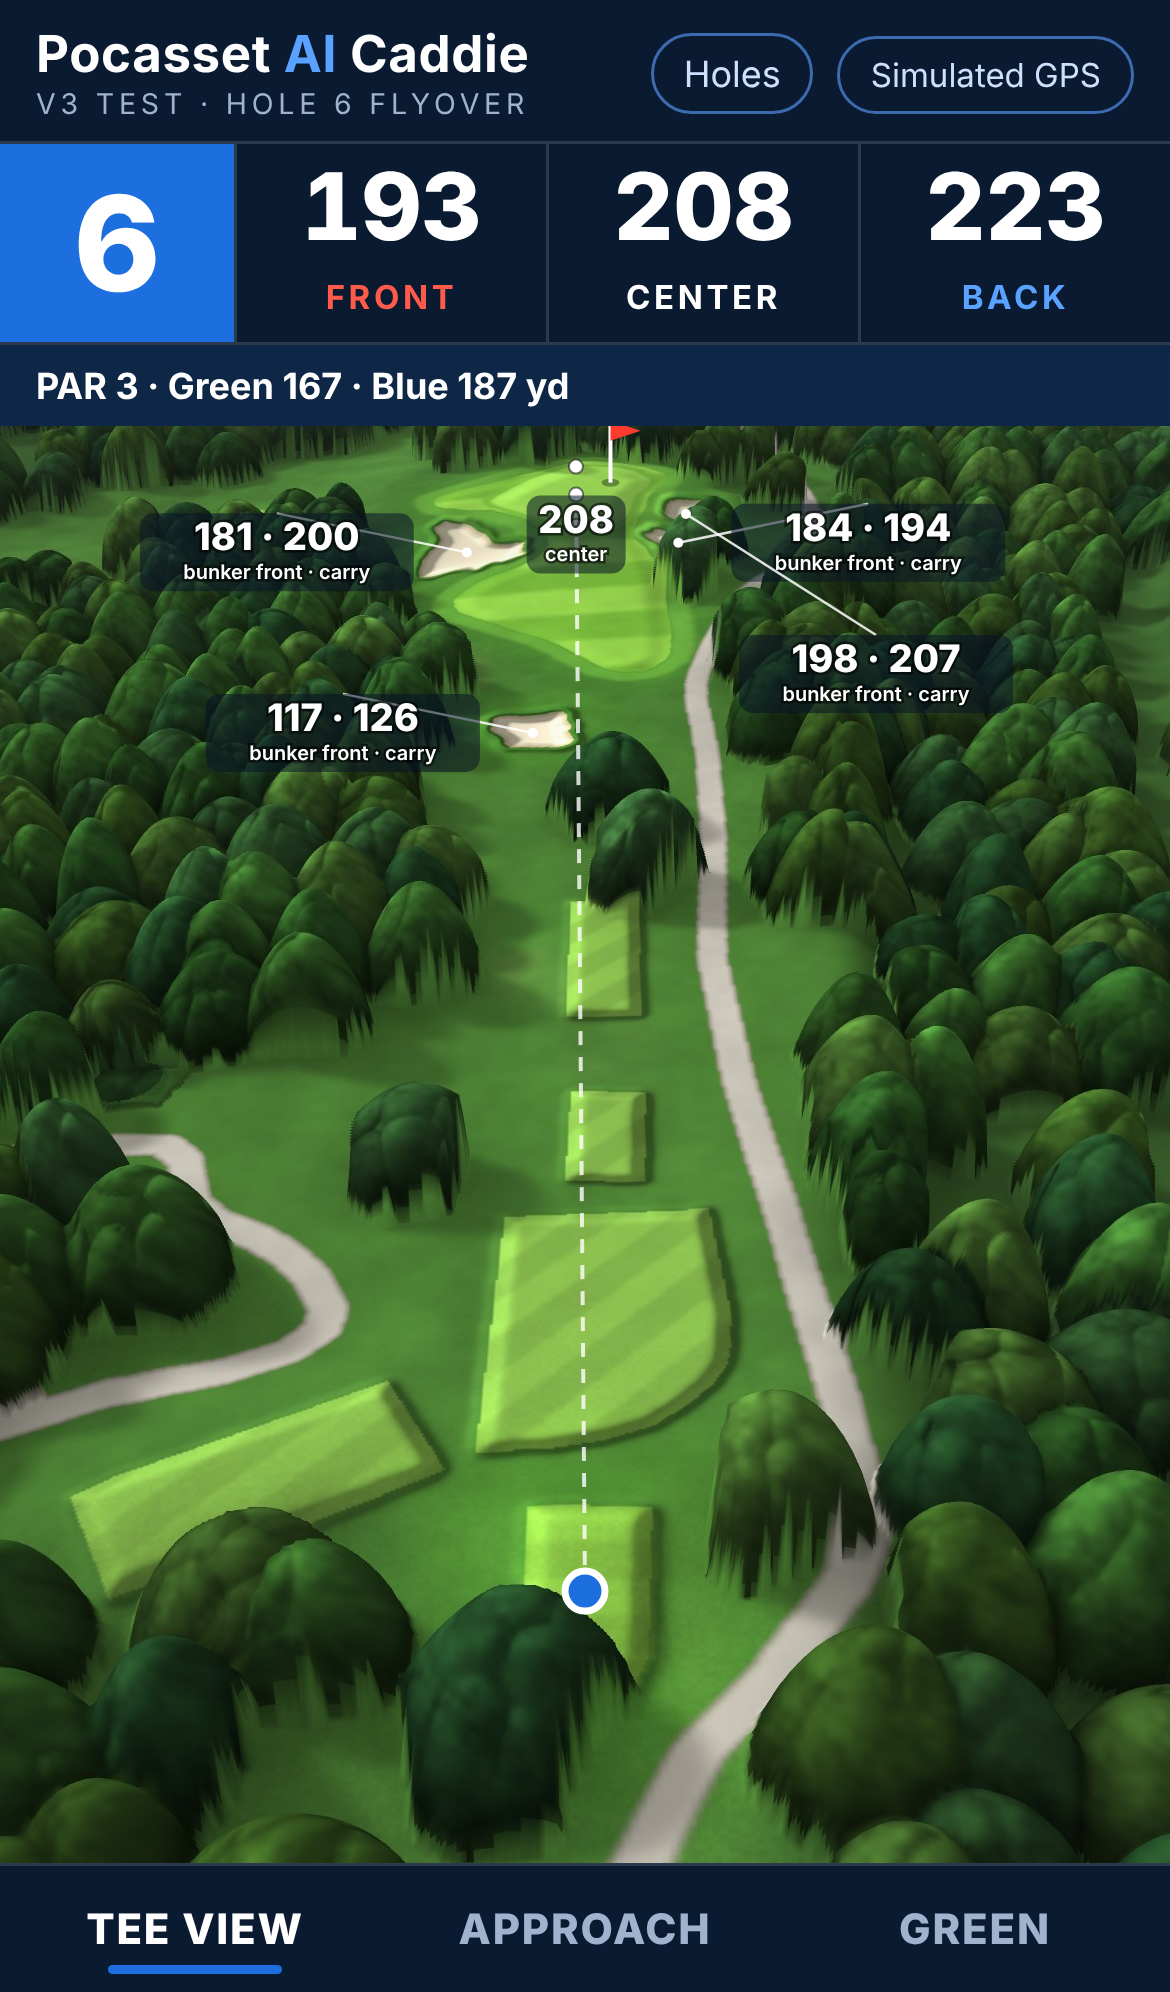 Pocasset AI Caddie
V3 TEST · HOLE 6 FLYOVER
Holes
Simulated GPS
6
193
FRONT
208
CENTER
223
BACK
PAR 3 · Green 167 · Blue 187 yd
181 · 200
bunker front · carry
208
center
184 · 194
bunker front · carry
198 · 207
bunker front · carry
117 · 126
bunker front · carry
TEE VIEW
APPROACH
GREEN